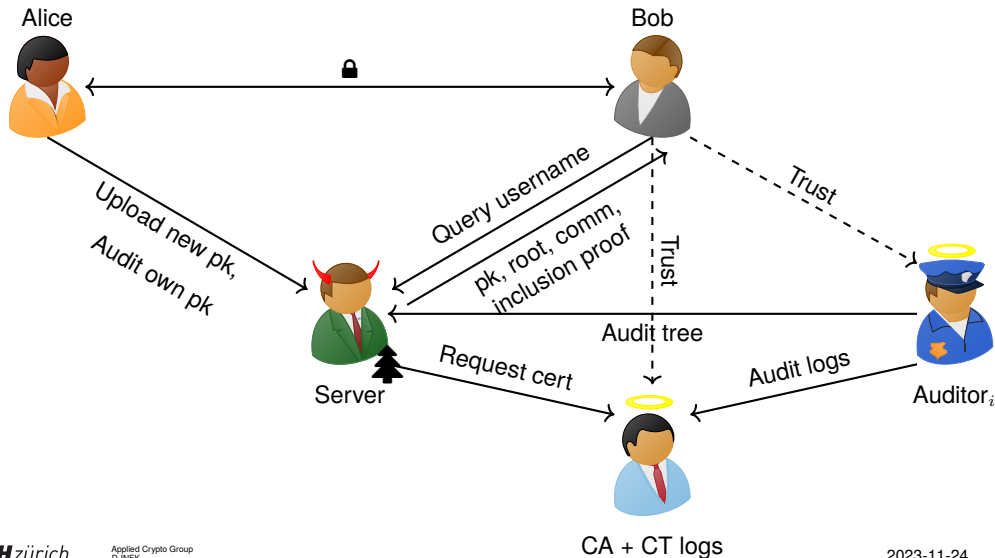 Alice
Bob
Upload new pk,
Audit own pk
Query username
pk, root, comm,
inclusion proof
Trust
Trust
Audit tree
Server
Request cert
Audit logs
Auditor_i
CA + CT logs
H zürich
Applied Crypto Group
2023-11-24